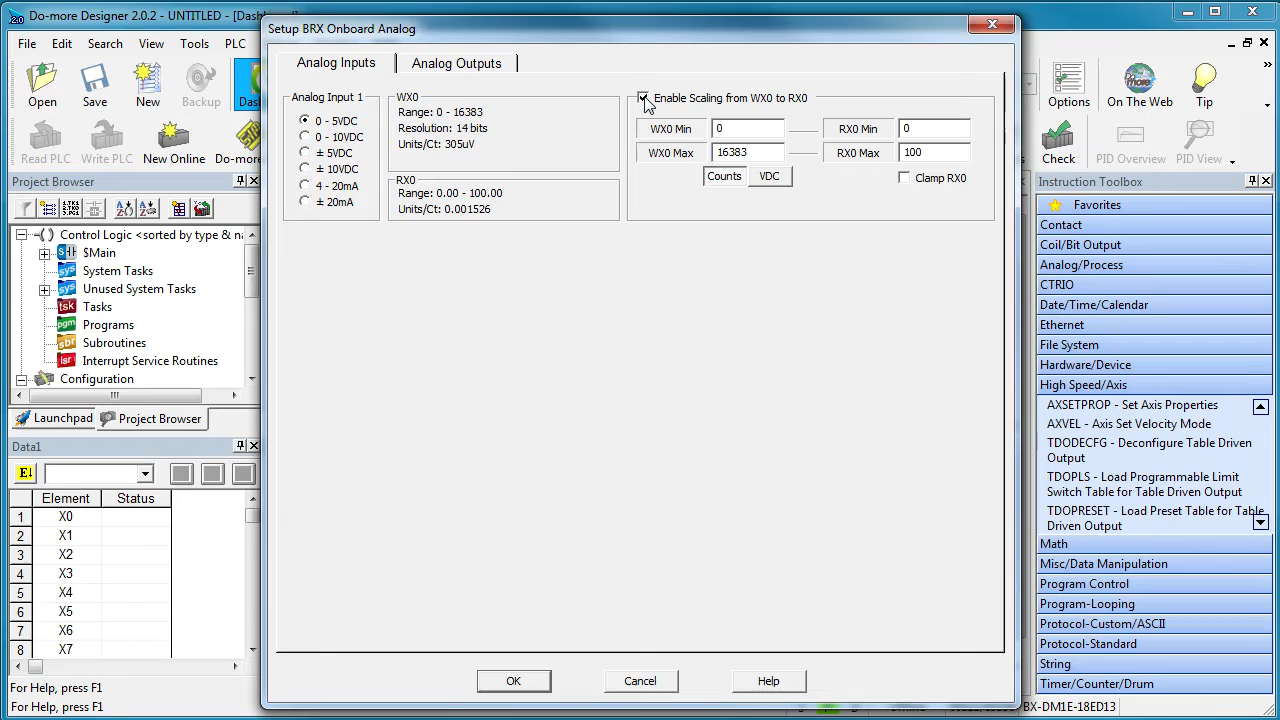 Do-more Designer 2.0.2 - UNTITLED - [Das
2.0
File Edit Search View Tools PLC
Open Save New Backup Dash
Read PLC Write PLC New Online Do-more
Options On The Web Tip
Check PID Overview PID View
Project Browser
Control Logic <sorted by type & na
$Main
System Tasks
Unused System Tasks
Tasks
Programs
Subroutines
Interrupt Service Routines
Configuration
Launchpad Project Browser
Data1
Element Status
1 X0
2 X1
3 X2
4 X3
5 X4
6 X5
7 X6
8 X7
For Help, press F1
For Help, press F1
Setup BRX Onboard Analog
Analog Inputs Analog Outputs
Analog Input 1
0 - 5VDC
0 - 10VDC
± 5VDC
± 10VDC
4 - 20mA
± 20mA
WX0
Range: 0 - 16383
Resolution: 14 bits
Units/Ct: 305uV
RX0
Range: 0.00 - 100.00
Units/Ct: 0.001526
Enable Scaling from WX0 to RX0
WX0 Min 0 RX0 Min 0
WX0 Max 16383 RX0 Max 100
Counts VDC Clamp RX0
OK Cancel Help
Instruction Toolbox
Favorites
Contact
Coil/Bit Output
Analog/Process
CTRIO
Date/Time/Calendar
Ethernet
File System
Hardware/Device
High Speed/Axis
AXSETPROP - Set Axis Properties
AXVEL - Axis Set Velocity Mode
TDODECFG - Deconfigure Table Driven
Output
TDOPLS - Load Programmable Limit
Switch Table for Table Driven Output
TDOPRESET - Load Preset Table for Table
Driven Output
Math
Misc/Data Manipulation
Program Control
Program-Looping
Protocol-Custom/ASCII
Protocol-Standard
String
Timer/Counter/Drum
BX-DM1E-18ED13